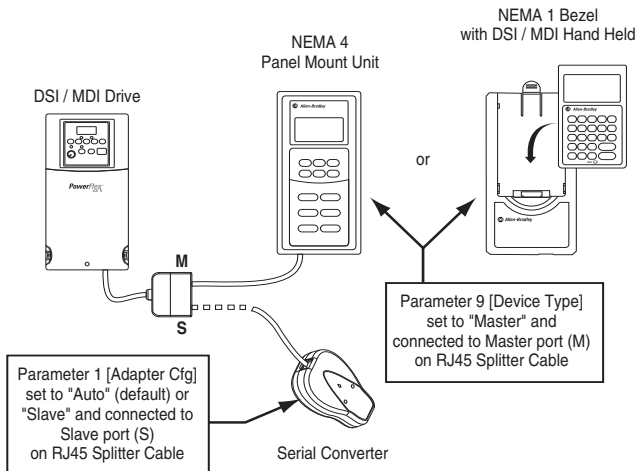 NEMA 1 Bezel
with DSI / MDI Hand Held
NEMA 4
Panel Mount Unit
DSI / MDI Drive
Allen-Bradley
Allen-Bradley
or
PowerFlex
Allen-Bradley
M
S
Parameter 9 [Device Type]
set to "Master" and
connected to Master port (M)
on RJ45 Splitter Cable
Parameter 1 [Adapter Cfg]
set to "Auto" (default) or
"Slave" and connected to
Slave port (S)
on RJ45 Splitter Cable
Serial Converter